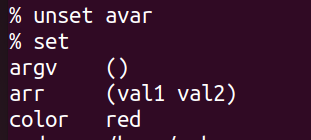 % unset avar
% set
argv	()
arr	(val1 val2)
color	red